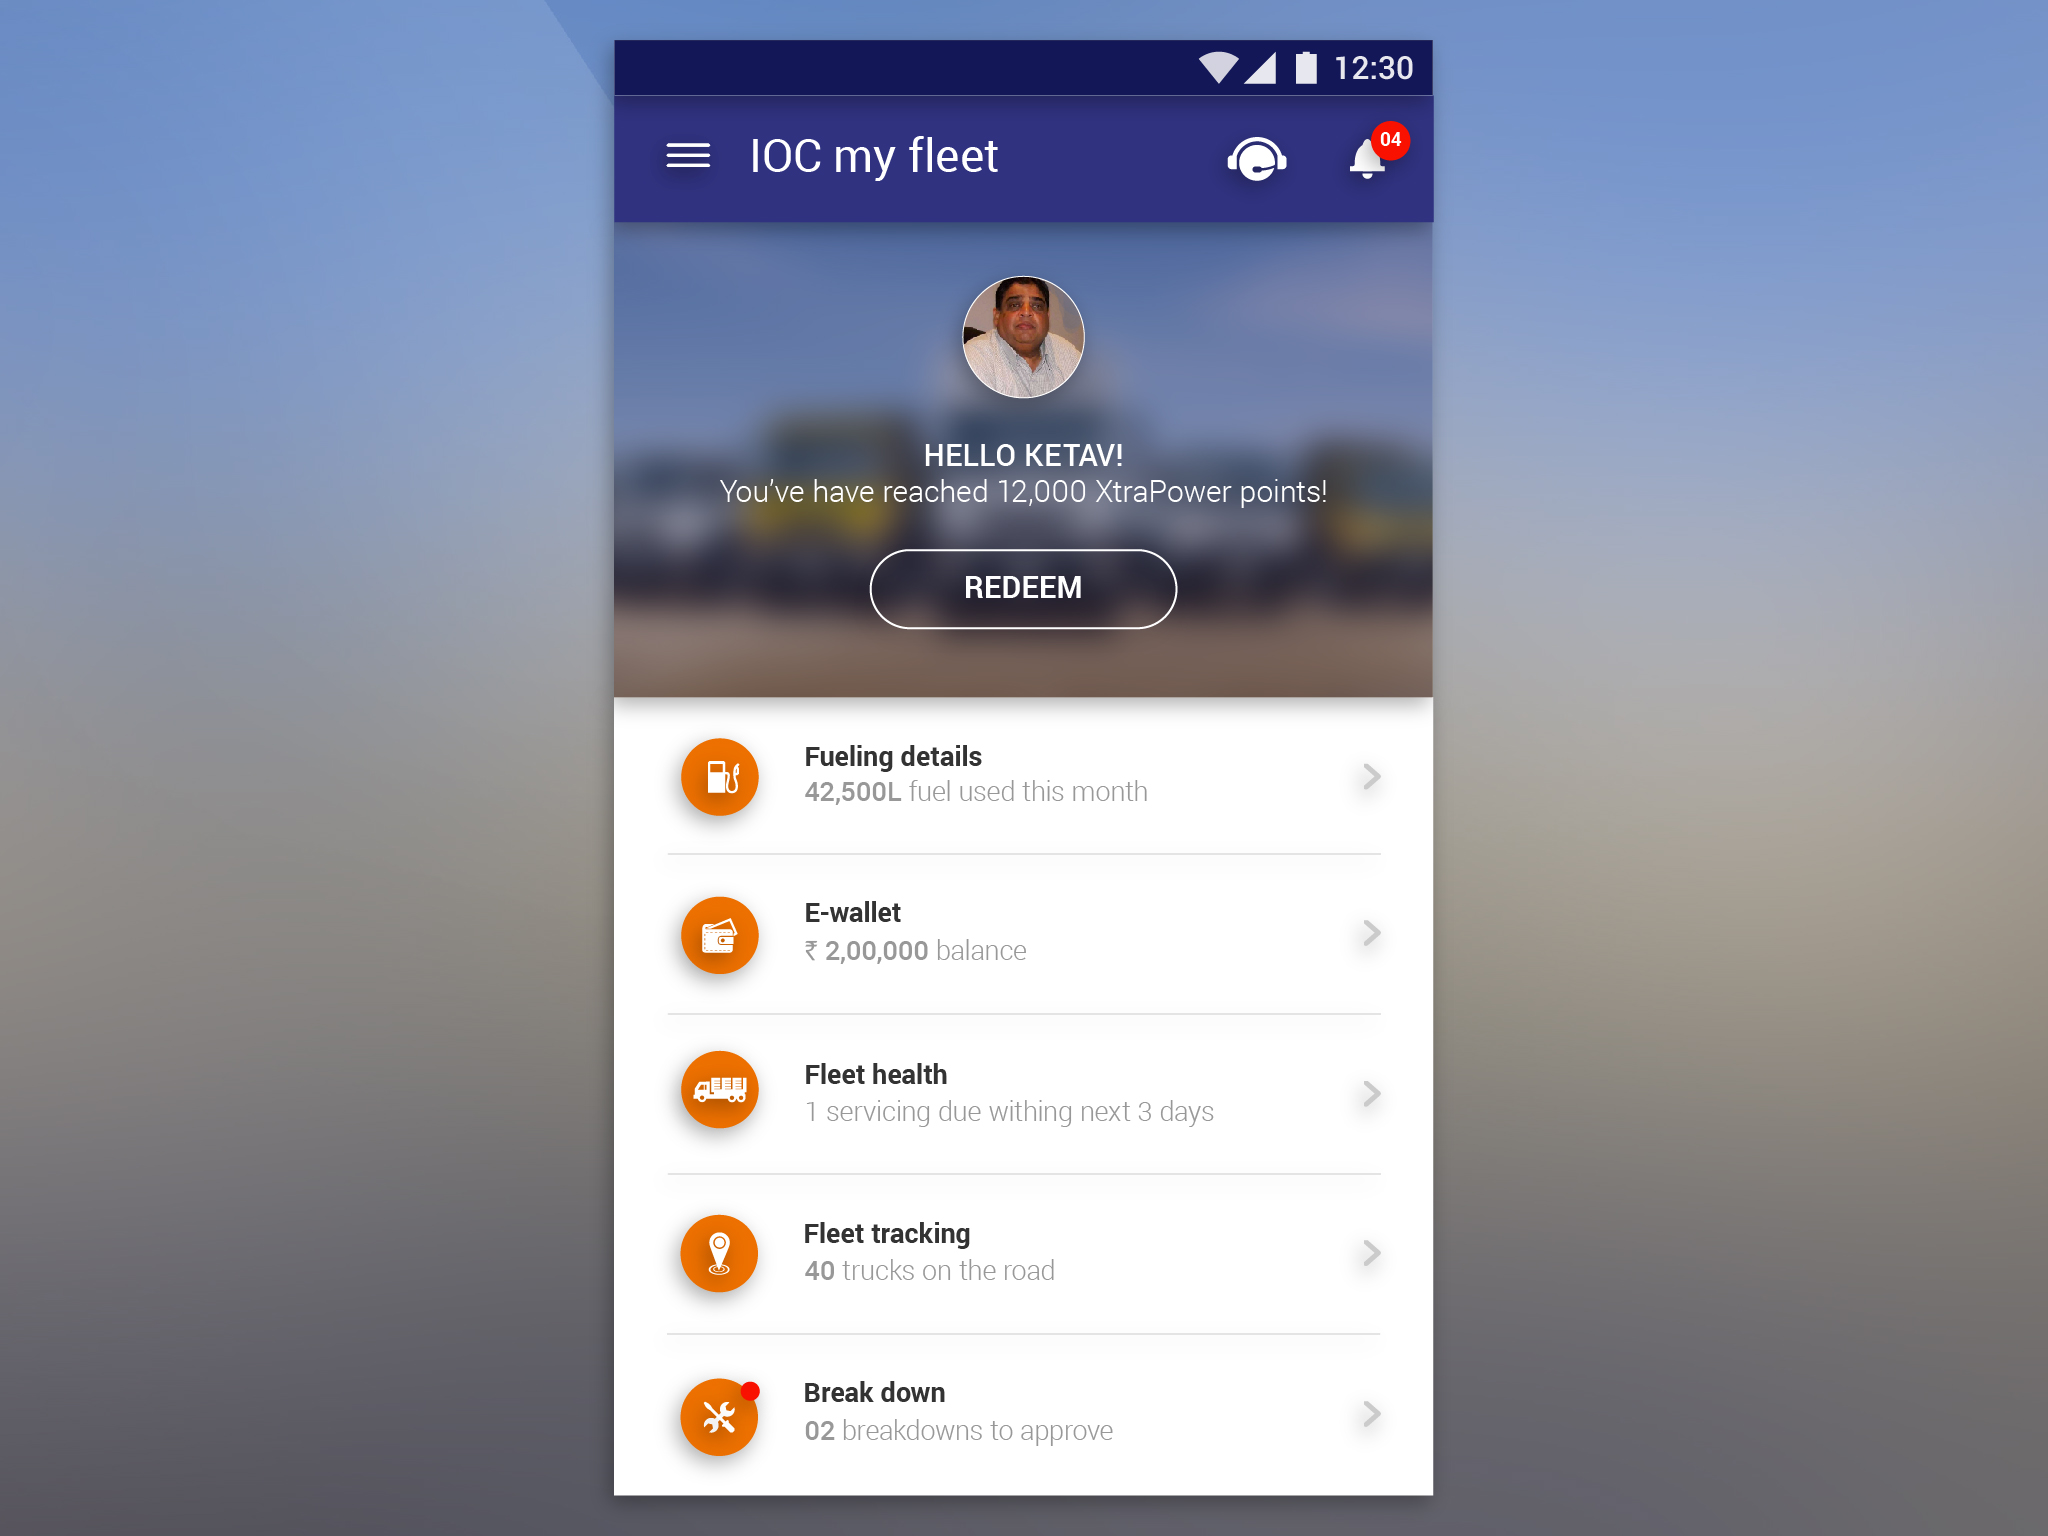 12:30
IOC my fleet
04
HELLO KETAV!
You've have reached 12,000 XtraPower points!
REDEEM
Fueling details
42,500L fuel used this month
E-wallet
₹ 2,00,000 balance
Fleet health
1 servicing due withing next 3 days
Fleet tracking
40 trucks on the road
Break down
02 breakdowns to approve